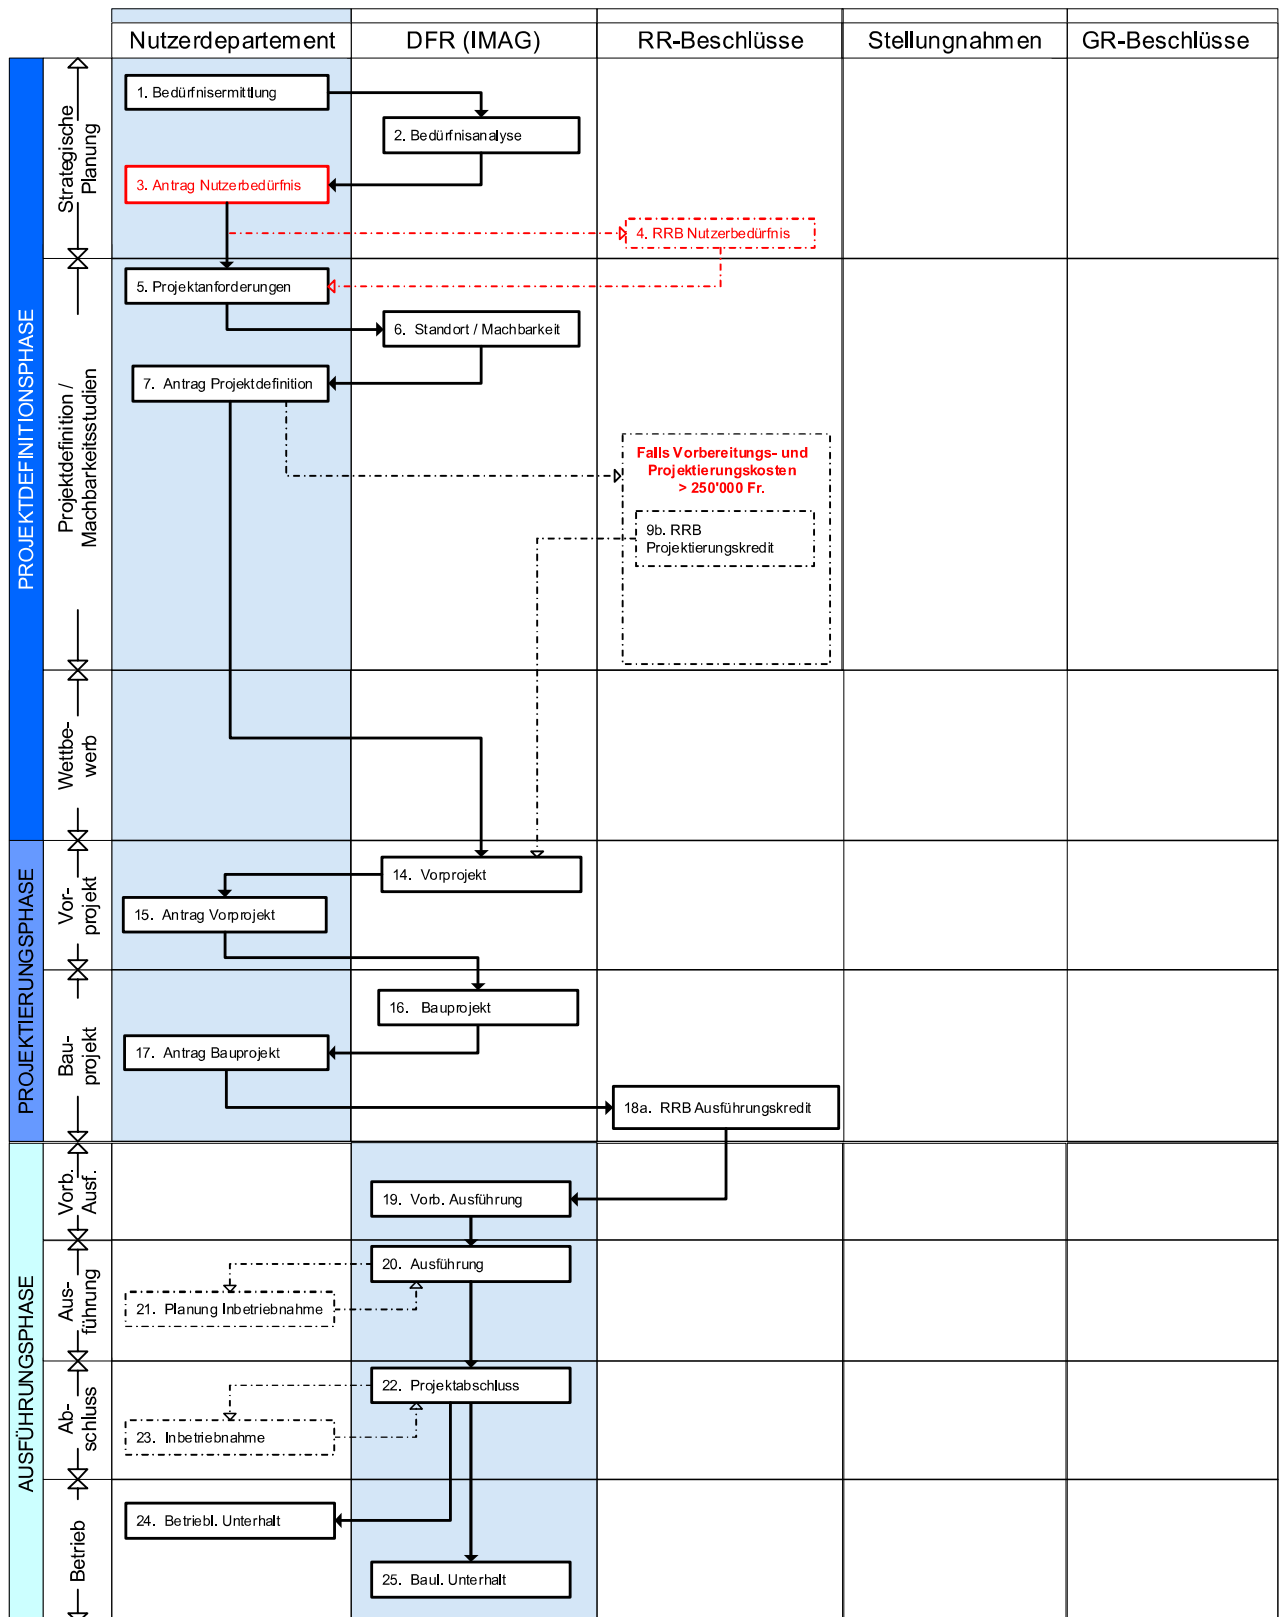 Nutzerdepartement
DFR (IMAG)
RR-Beschlüsse
Stellungnahmen
GR-Beschlüsse
PROJEKTDEFINITIONSPHASE
Strategische
Planung
1. Bedürfnisermittlung
2. Bedürfnisanalyse
3. Antrag Nutzerbedürfnis
4. RRB Nutzerbedürfnis
Projektdefinition /
Machbarkeitsstudien
5. Projektanforderungen
6. Standort / Machbarkeit
7. Antrag Projektdefinition
Falls Vorbereitungs- und
Projektierungskosten
> 250'000 Fr.
9b. RRB
Projektierungskredit
Wettbe-
werb
PROJEKTIERUNGSPHASE
Vor-
projekt
14. Vorprojekt
15. Antrag Vorprojekt
Bau-
projekt
16. Bauprojekt
17. Antrag Bauprojekt
18a. RRB Ausführungskredit
AUSFÜHRUNGSPHASE
Vorb.
Ausf.
19. Vorb. Ausführung
Aus-
führung
20. Ausführung
21. Planung Inbetriebnahme
Ab-
schluss
22. Projektabschluss
23. Inbetriebnahme
Betrieb
24. Betriebl. Unterhalt
25. Baul. Unterhalt